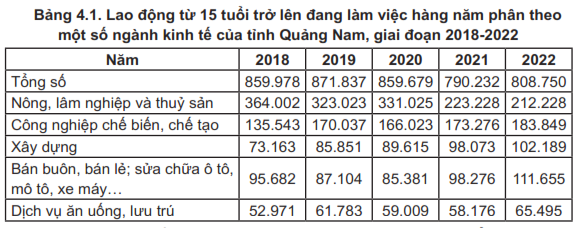 Bảng 4.1. Lao động từ 15 tuổi trở lên đang làm việc hàng năm phân theo
một số ngành kinh tế của tỉnh Quảng Nam, giai đoạn 2018-2022
Năm 2018 2019 2020 2021 2022
Tổng số 859.978 871.837 859.679 790.232 808.750
Nông, lâm nghiệp và thuỷ sản 364.002 323.023 331.025 223.228 212.228
Công nghiệp chế biến, chế tạo 135.543 170.037 166.023 173.276 183.849
Xây dựng 73.163 85.851 89.615 98.073 102.189
Bán buôn, bán lẻ; sửa chữa ô tô,
mô tô, xe máy… 95.682 87.104 85.381 98.276 111.655
Dịch vụ ăn uống, lưu trú 52.971 61.783 59.009 58.176 65.495